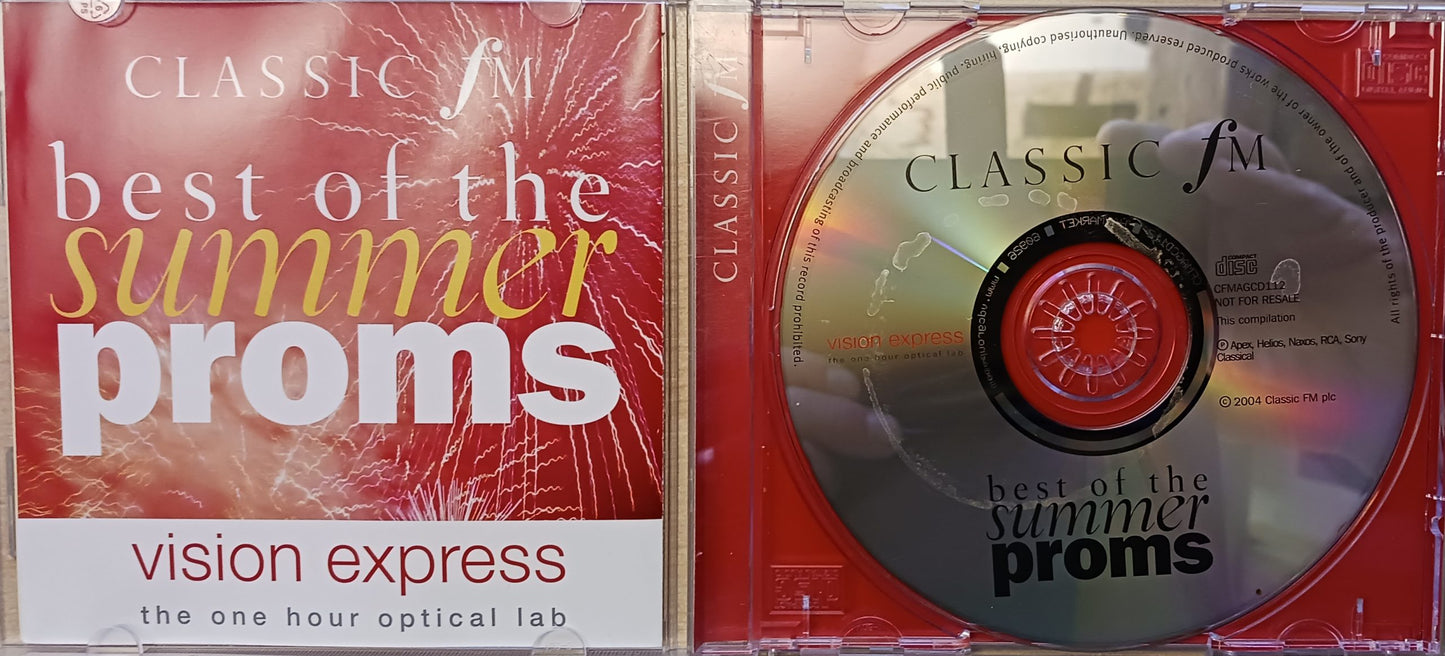 CLASSIC fM
best of the
summer
proms
vision express
the one hour optical lab
CLASSIC fM
CLASSIC fM
COMPACT
disc
CFMAGCD112
NOT FOR RESALE
This compilation
Ⓟ Apex, Helios, Naxos, RCA, Sony
Classical
© 2004 Classic FM plc
vision express
the one hour optical lab
best of the
summer
proms
All rights of the producer and of the owner of the works produced reserved. Unauthorised copying, hiring, public performance and broadcasting of this record prohibited.